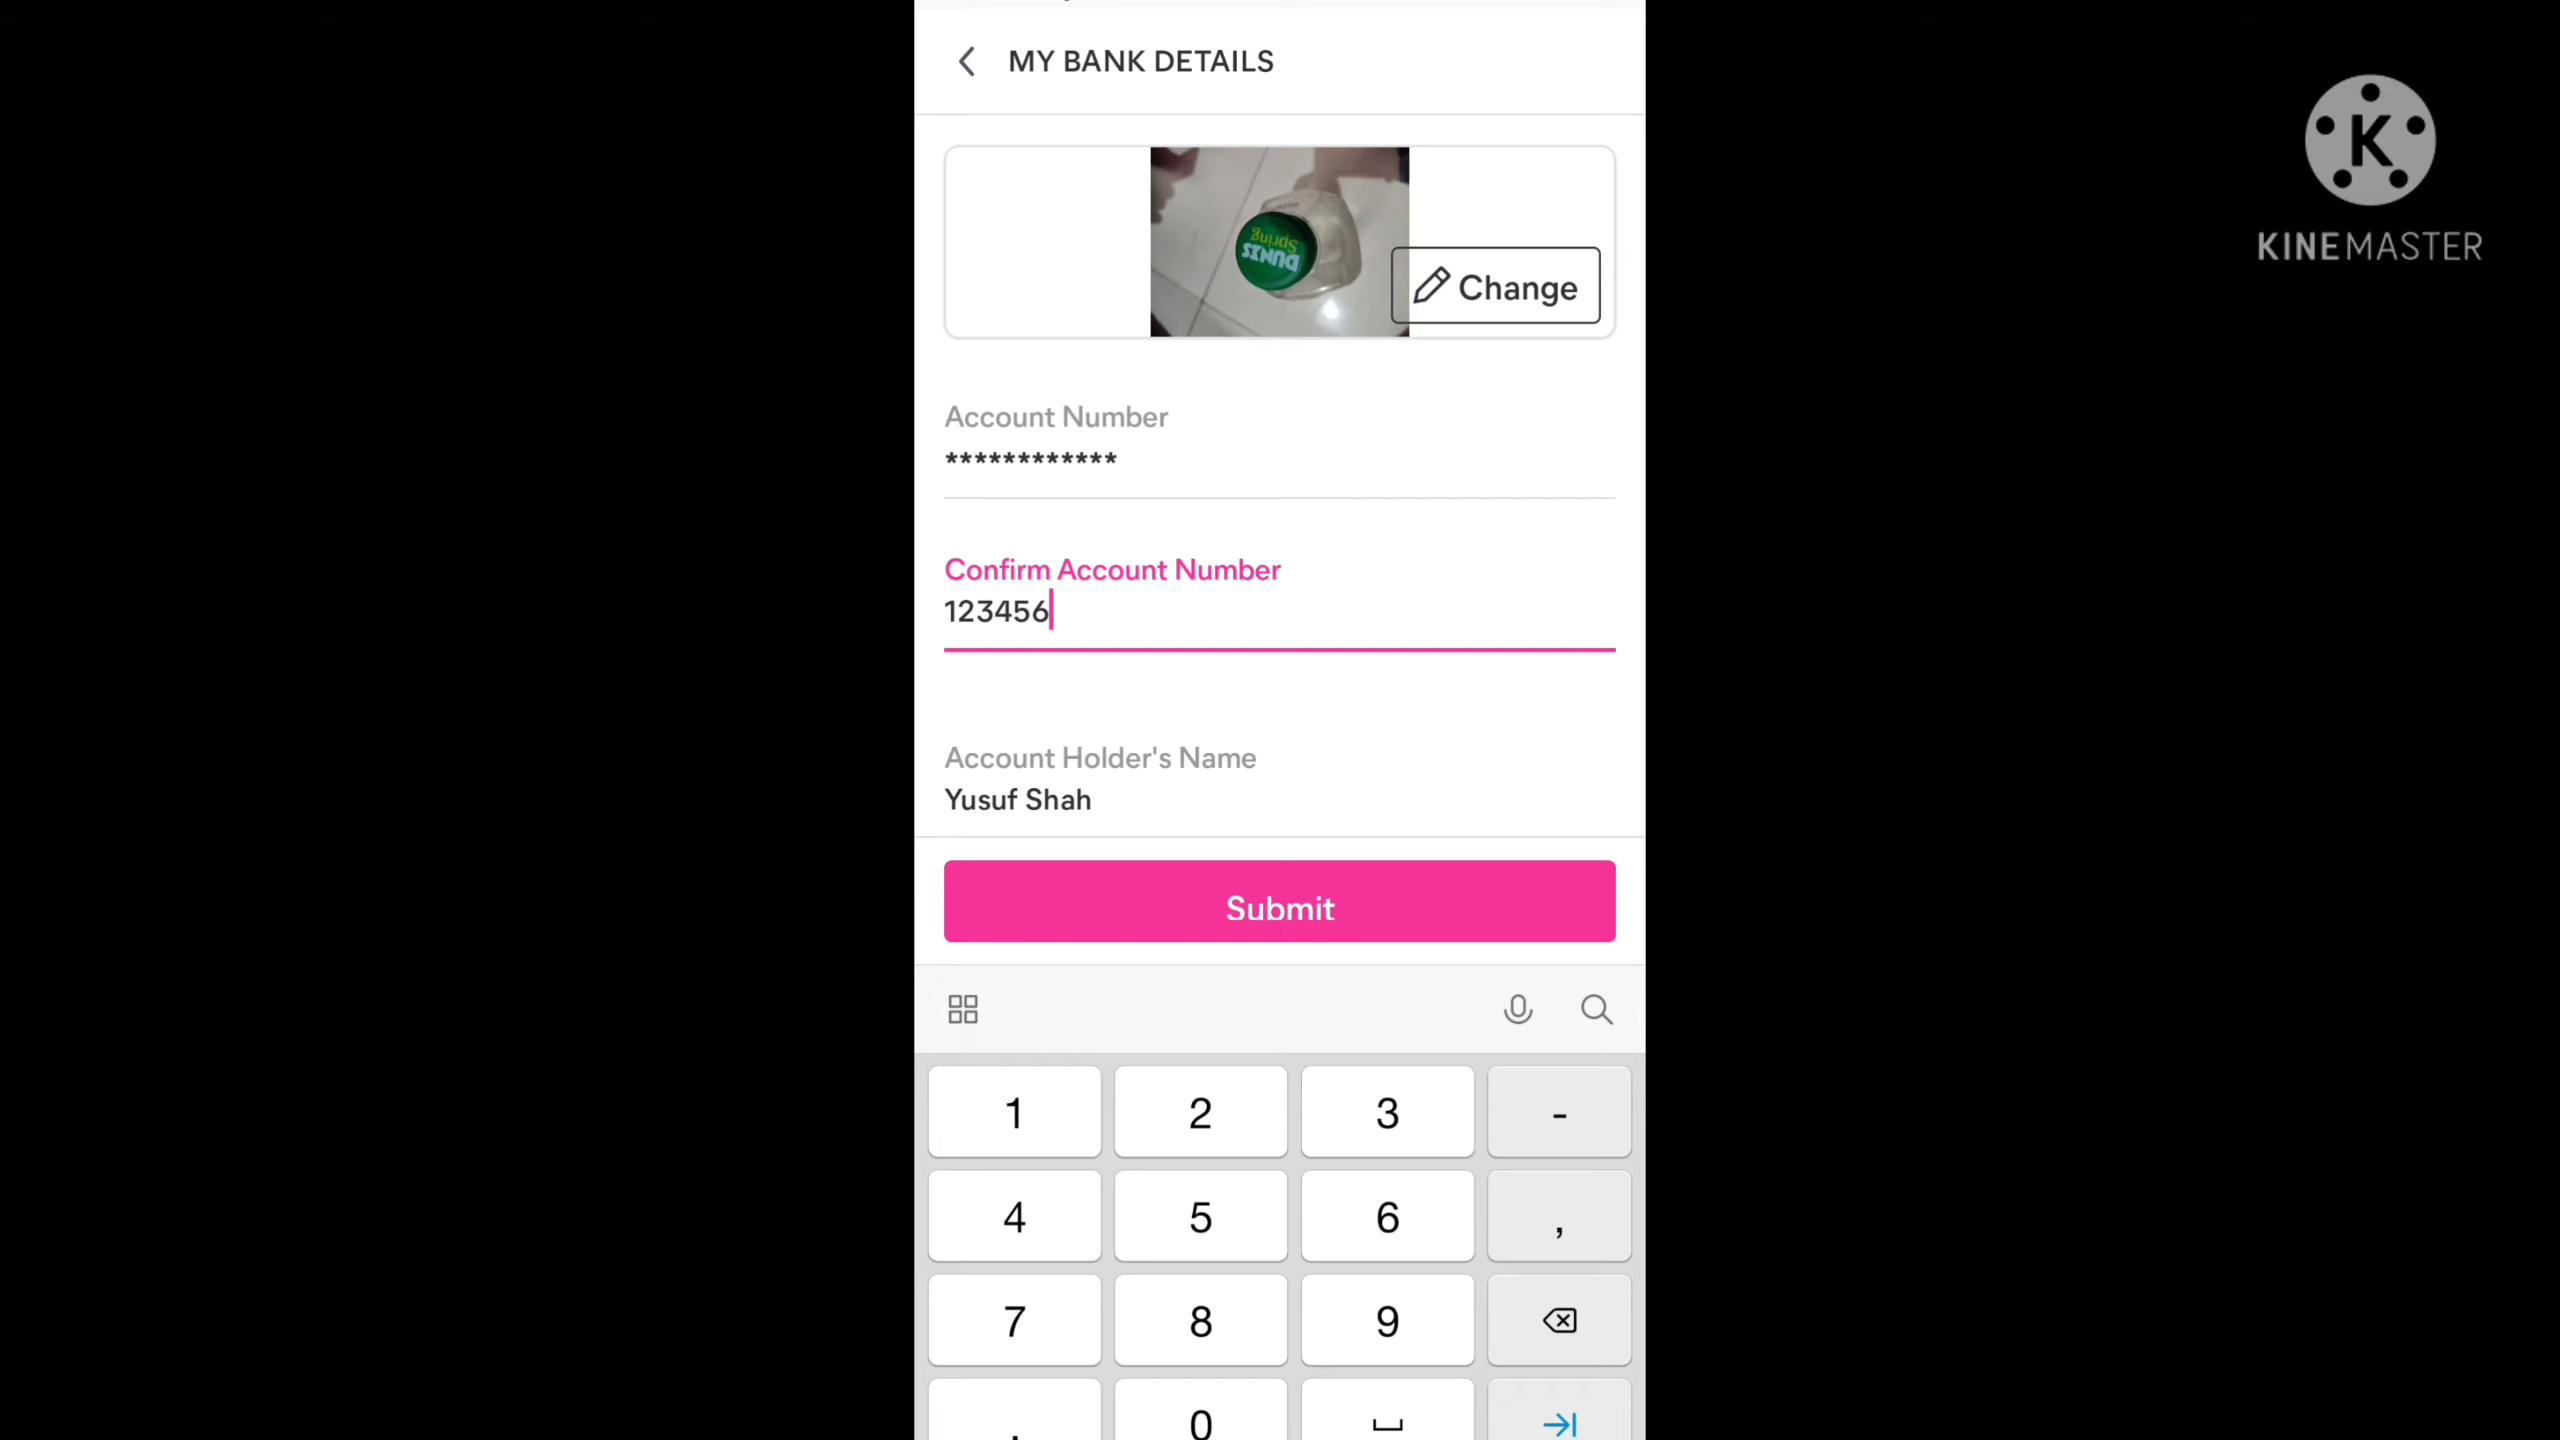 MY BANK DETAILS
DUNES
Spring
Change
Account Number
************
Confirm Account Number
123456
Account Holder's Name
Yusuf Shah
Submit
1 2 3 -
4 5 6 ,
7 8 9
. 0
K
KINEMASTER